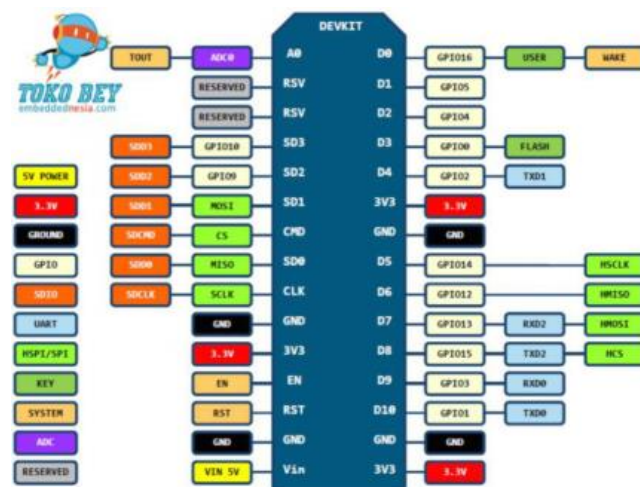 DEVKIT
TOUT ADC0 A0 D0 GPIO16 USER WAKE
RESERVED RSV D1 GPIO5
TOKO BEY
embeddednesia.com
RESERVED RSV D2 GPIO4
SDD3 GPIO10 SD3 D3 GPIO0 FLASH
5V POWER SDD2 GPIO9 SD2 D4 GPIO2 TXD1
3.3V SDD1 MOSI SD1 3V3 3.3V
GROUND SDCMD CS CMD GND GND
GPIO SDD0 MISO SD0 D5 GPIO14 HSCLK
SDIO SDCLK SCLK CLK D6 GPIO12 HMISO
UART GND GND D7 GPIO13 RXD2 HMOSI
HSPI/SPI 3.3V 3V3 D8 GPIO15 TXD2 HCS
KEY EN EN D9 GPIO3 RXD0
SYSTEM RST RST D10 GPIO1 TXD0
ADC GND GND GND GND
RESERVED VIN 5V Vin 3V3 3.3V